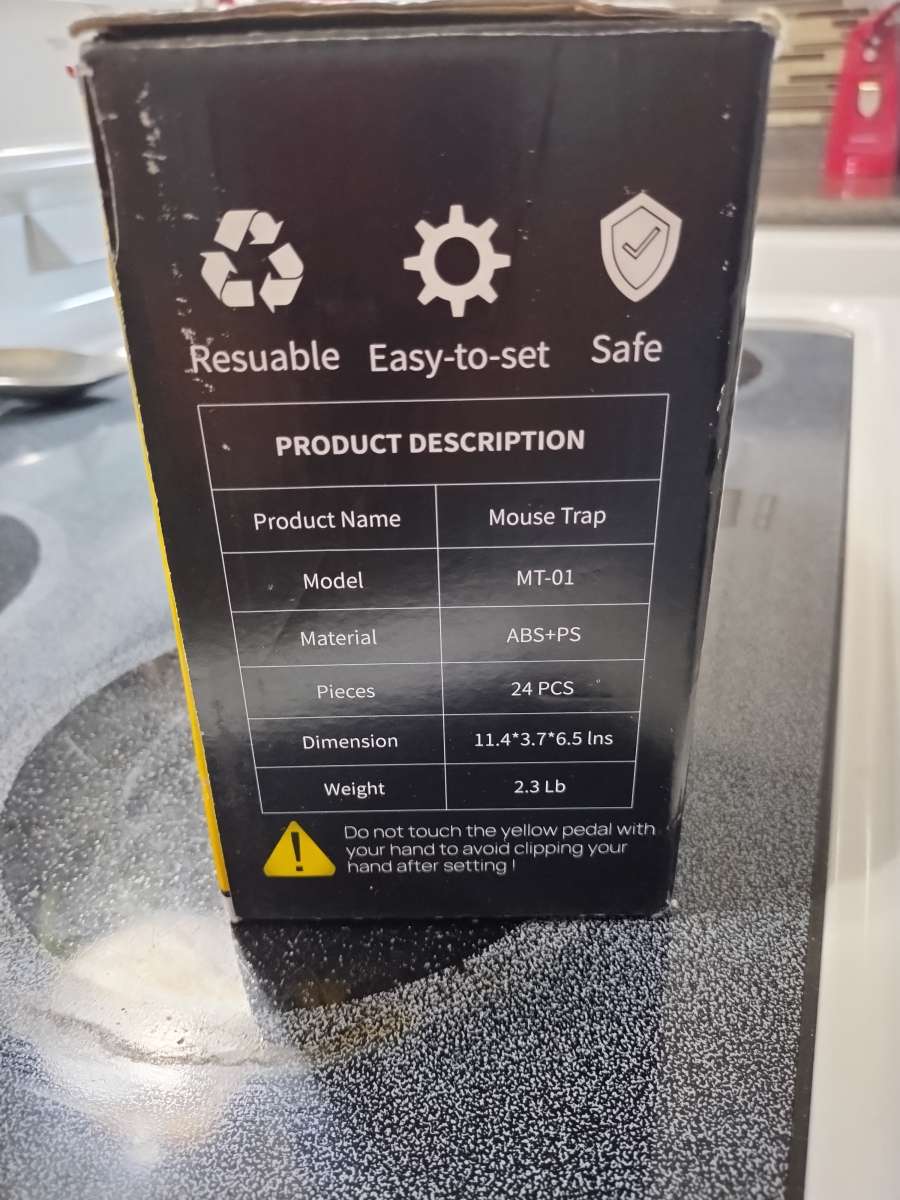 Resuable Easy-to-set Safe
PRODUCT DESCRIPTION
Product Name Mouse Trap
Model MT-01
Material ABS+PS
Pieces 24 PCS
Dimension 11.4*3.7*6.5 lns
Weight 2.3 Lb
Do not touch the yellow pedal with
your hand to avoid clipping your
hand after setting !